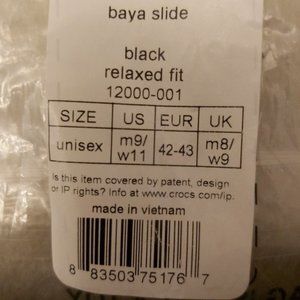 baya slide
black
relaxed fit
12000-001
SIZE US EUR UK
unisex m9/ w11 42-43 m8/ w9
Is this item covered by patent, design
or IP rights? Info at www.crocs.com/ip.
made in vietnam
8 83503 75176 7